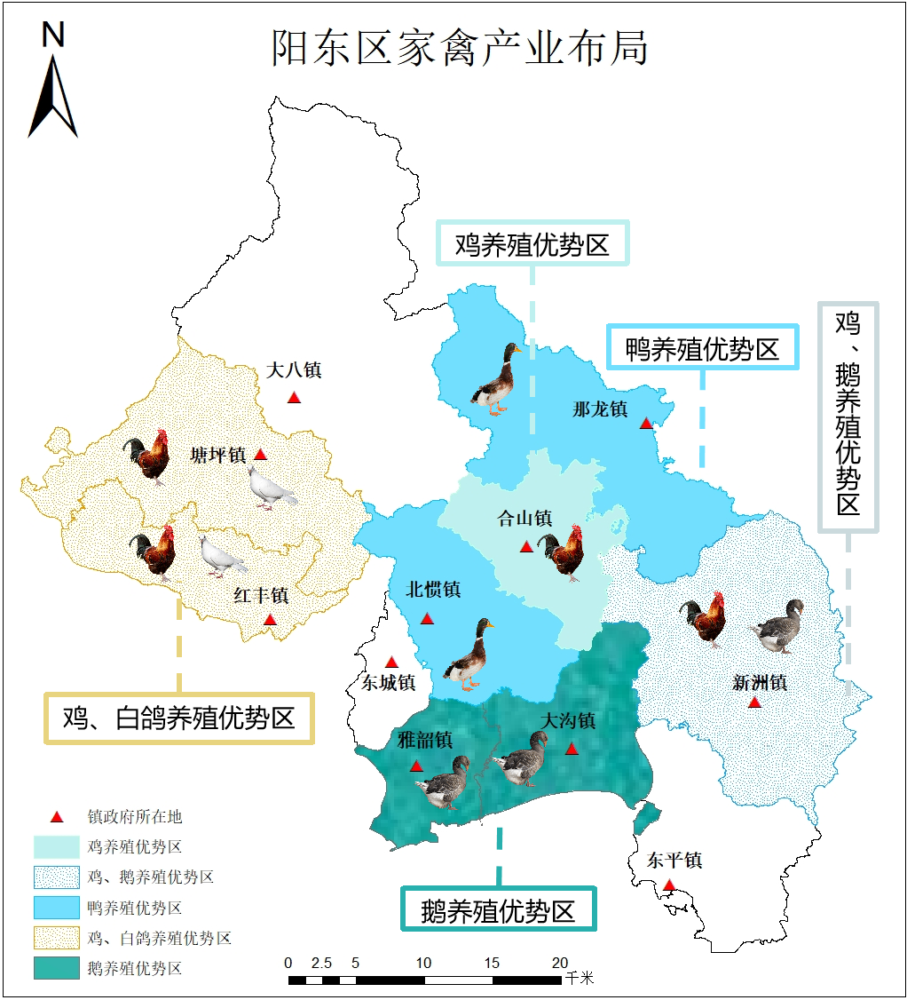 N
阳东区家禽产业布局
鸡养殖优势区
鸭养殖优势区
鸡、鹅养殖优势区
大八镇
那龙镇
塘坪镇
合山镇
北惯镇
红丰镇
东城镇
新洲镇
鸡、白鸽养殖优势区
大沟镇
雅韶镇
东平镇
鹅养殖优势区
镇政府所在地
鸡养殖优势区
鸡、鹅养殖优势区
鸭养殖优势区
鸡、白鸽养殖优势区
鹅养殖优势区
0 2.5 5 10 15 20
千米